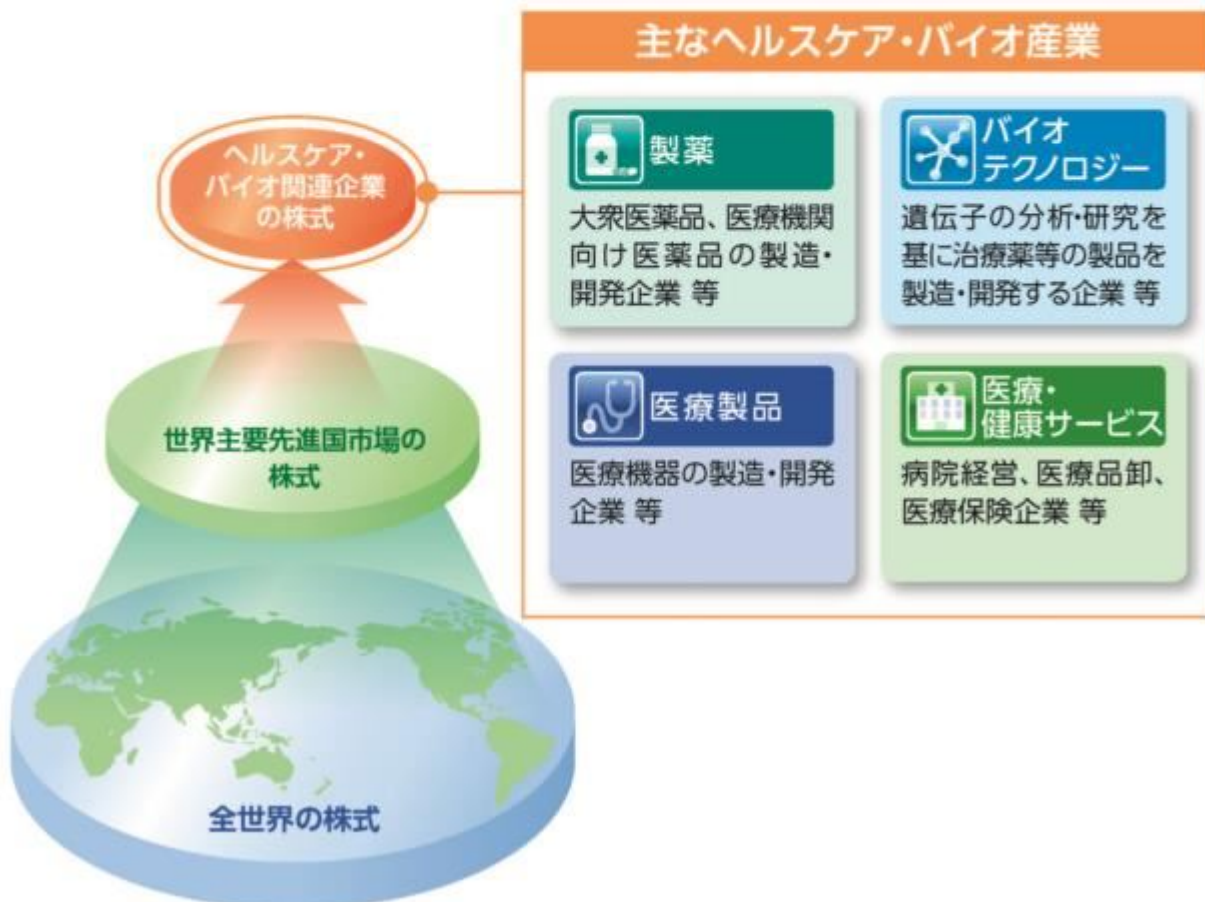 主なヘルスケア・バイオ産業
ヘルスケア・
バイオ関連企業
の株式
製薬
大衆医薬品、医療機関
向け医薬品の製造・
開発企業 等
バイオ
テクノロジー
遺伝子の分析・研究を
基に治療薬等の製品を
製造・開発する企業 等
世界主要先進国市場の
株式
医療製品
医療機器の製造・開発
企業 等
医療・
健康サービス
病院経営、医療品卸、
医療保険企業 等
全世界の株式